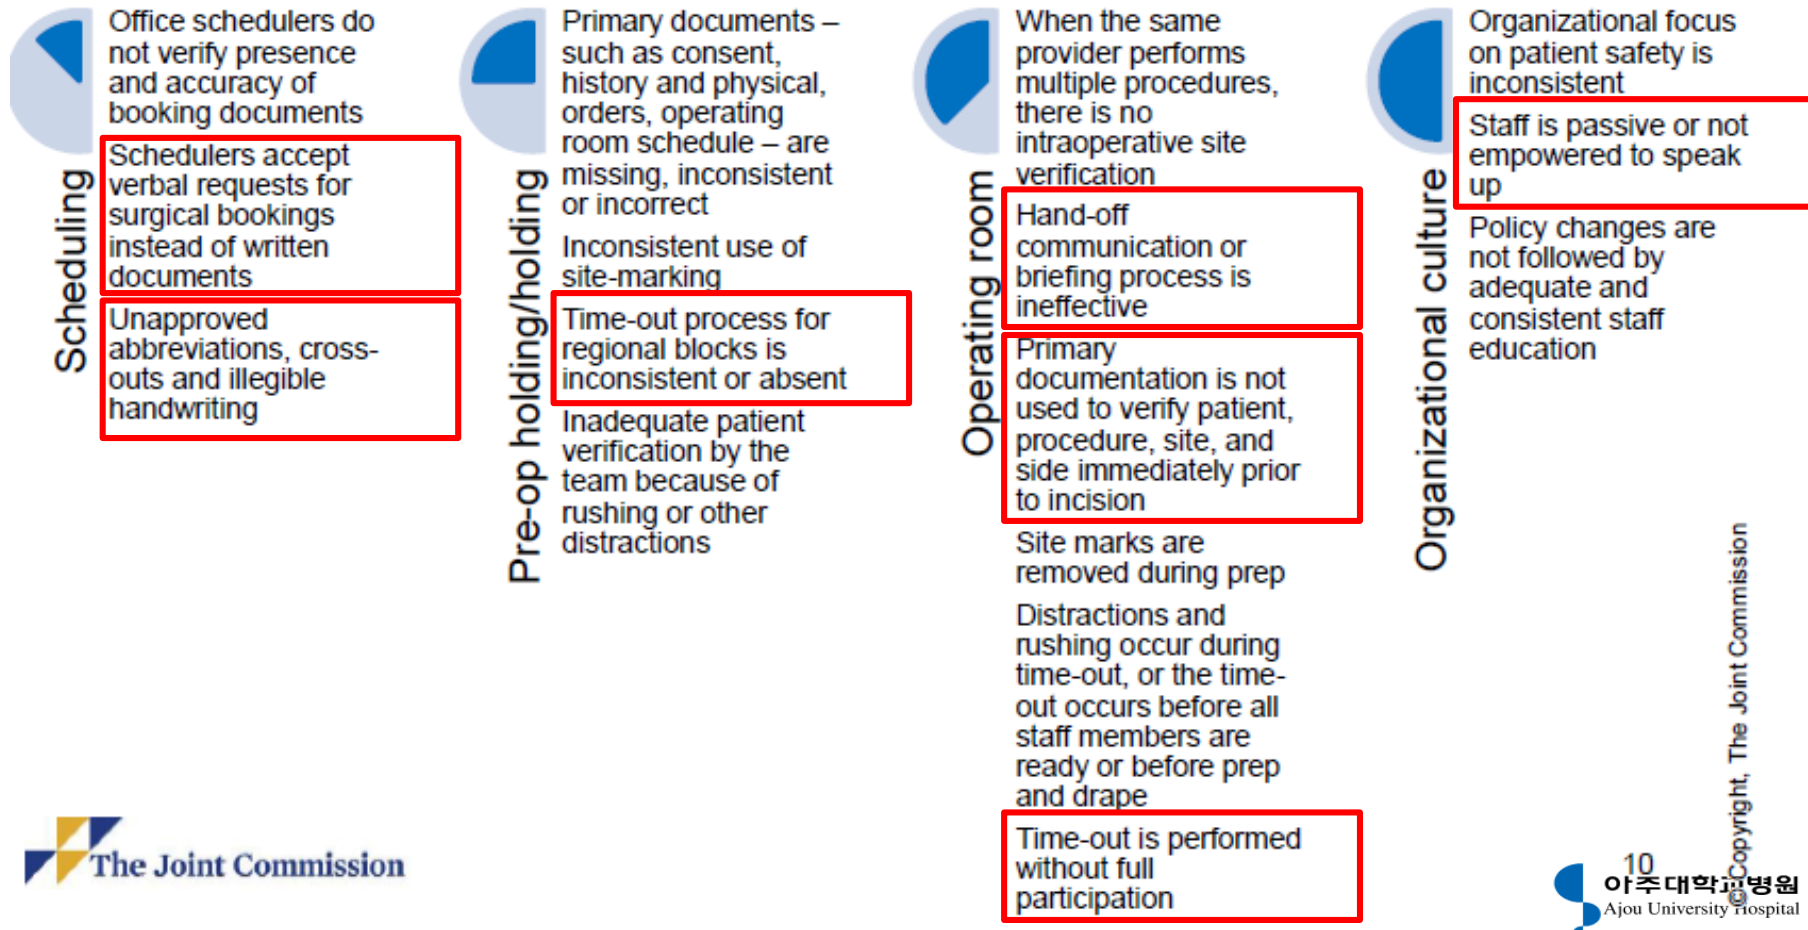 Scheduling
Office schedulers do
not verify presence
and accuracy of
booking documents
Schedulers accept
verbal requests for
surgical bookings
instead of written
documents
Unapproved
abbreviations, cross-
outs and illegible
handwriting
Pre-op holding/holding
Primary documents –
such as consent,
history and physical,
orders, operating
room schedule – are
missing, inconsistent
or incorrect
Inconsistent use of
site-marking
Time-out process for
regional blocks is
inconsistent or absent
Inadequate patient
verification by the
team because of
rushing or other
distractions
Operating room
When the same
provider performs
multiple procedures,
there is no
intraoperative site
verification
Hand-off
communication or
briefing process is
ineffective
Primary
documentation is not
used to verify patient,
procedure, site, and
side immediately prior
to incision
Site marks are
removed during prep
Distractions and
rushing occur during
time-out, or the time-
out occurs before all
staff members are
ready or before prep
and drape
Time-out is performed
without full
participation
Organizational culture
Organizational focus
on patient safety is
inconsistent
Staff is passive or not
empowered to speak
up
Policy changes are
not followed by
adequate and
consistent staff
education
©Copyright, The Joint Commission
The Joint Commission
10
아주대학교병원
Ajou University Hospital